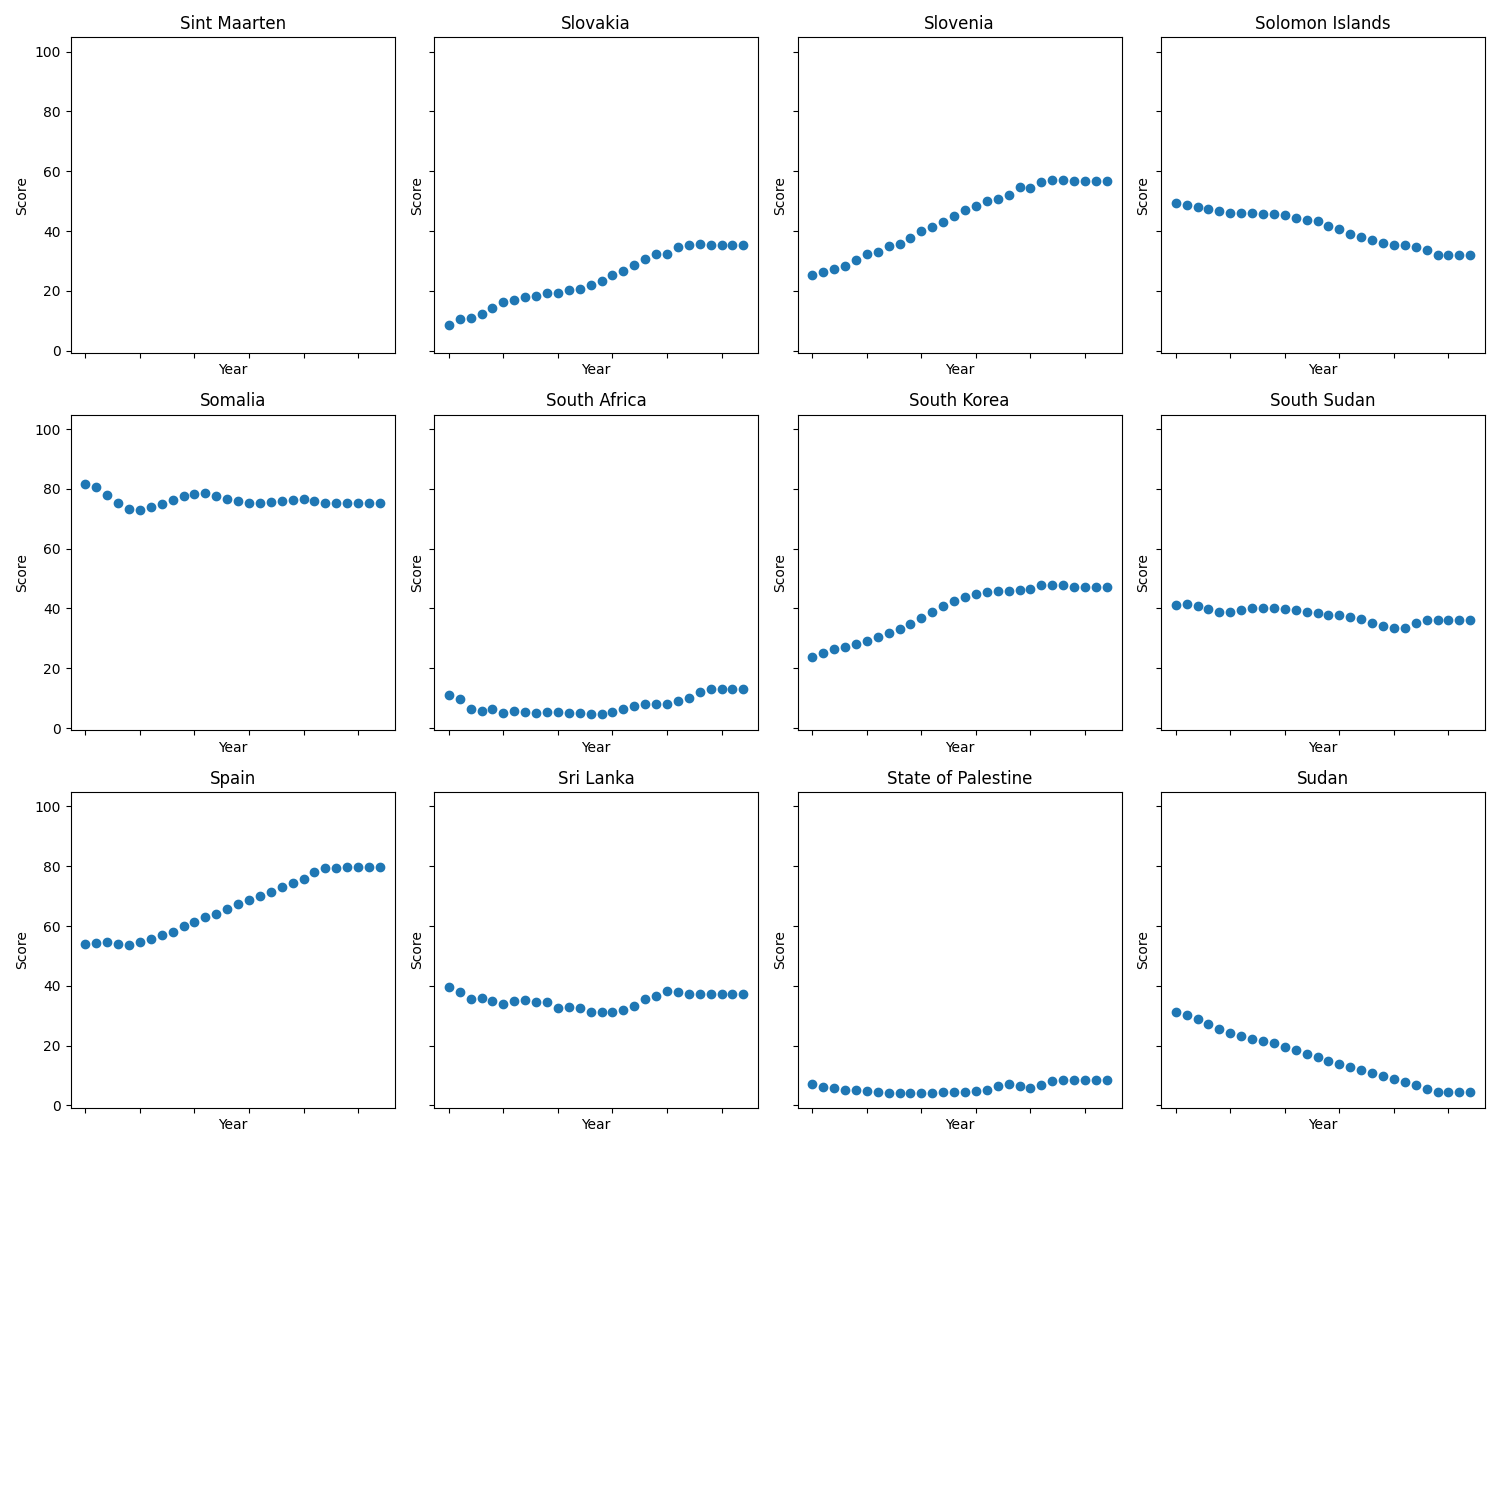 Sint Maarten
Slovakia
Slovenia
Solomon Islands
100
80
60
40
20
0
Score
Score
Score
Score
Year
Year
Year
Year
Somalia
South Africa
South Korea
South Sudan
100
80
60
40
20
0
Score
Score
Score
Score
Year
Year
Year
Year
Spain
Sri Lanka
State of Palestine
Sudan
100
80
60
40
20
0
Score
Score
Score
Score
Year
Year
Year
Year